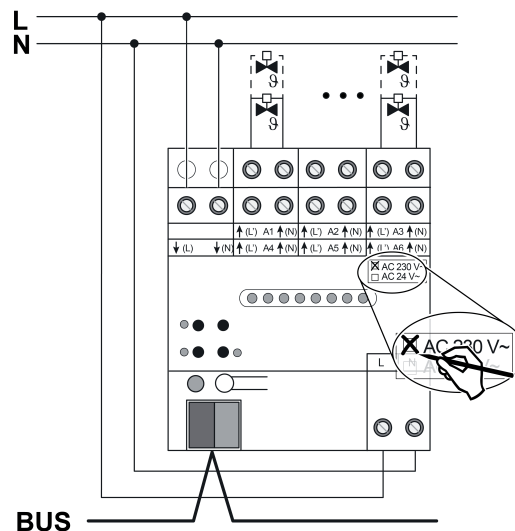 L
N
ϑ ϑ
ϑ ϑ
(L') A1 (N) (L') A2 (N) (L') A3 (N)
(L) (N) (L') A4 (N) (L') A5 (N) (L') A6 (N)
AC 230 V~
AC 24 V~
AC 230 V~
L N
BUS